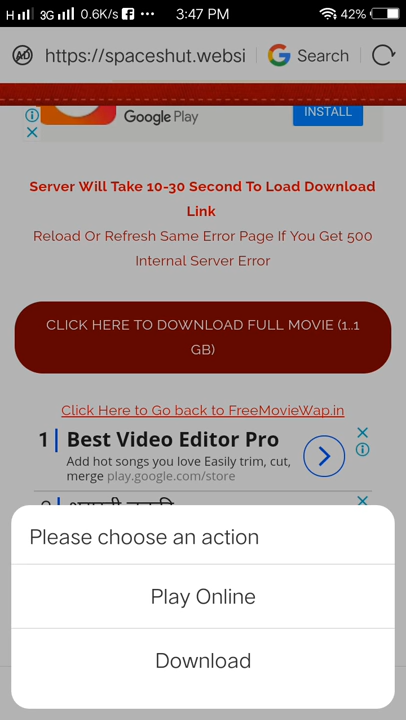 H 3G 0.6K/s ••• 3:47 PM 42%
AD https://spaceshut.websi Search
Google Play INSTALL
Server Will Take 10-30 Second To Load Download
Link
Reload Or Refresh Same Error Page If You Get 500
Internal Server Error
CLICK HERE TO DOWNLOAD FULL MOVIE (1..1
GB)
Click Here to Go back to FreeMovieWap.in
1 Best Video Editor Pro
Add hot songs you love Easily trim, cut,
merge play.google.com/store
Please choose an action
Play Online
Download